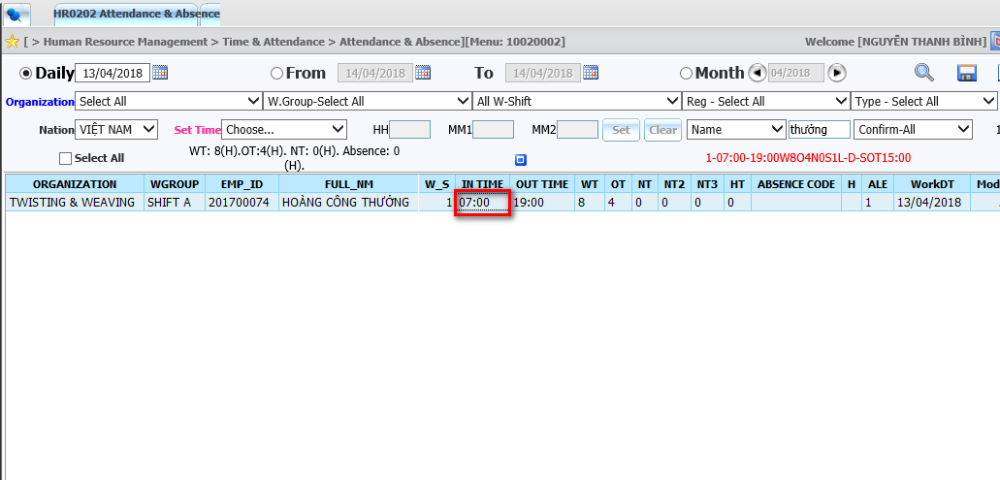 HR0202 Attendance & Absence
[ > Human Resource Management > Time & Attendance > Attendance & Absence][Menu: 10020002] Welcome [NGUYỄN THANH BÌNH]
Daily 13/04/2018 From 14/04/2018 To 14/04/2018 Month 04/2018
Organization Select All W.Group-Select All All W-Shift Reg - Select All Type - Select All
Nation VIỆT NAM Set Time Choose... HH MM1 MM2 Set Clear Name thưởng Confirm-All 1
Select All WT: 8(H).OT:4(H). NT: 0(H). Absence: 0 1-07:00-19:00W8O4N0S1L-D-SOT15:00
(H).
ORGANIZATION WGROUP EMP_ID FULL_NM W_S IN TIME OUT TIME WT OT NT NT2 NT3 HT ABSENCE CODE H ALE WorkDT Mod
TWISTING & WEAVING SHIFT A 201700074 HOÀNG CÔNG THƯỞNG 1 07:00 19:00 8 4 0 0 0 0 1 13/04/2018